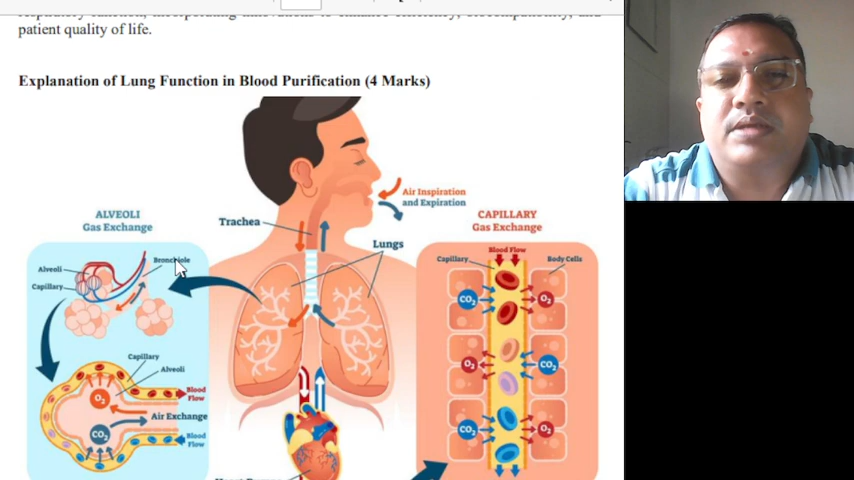 patient quality of life.
Explanation of Lung Function in Blood Purification (4 Marks)
Air Inspiration
and Expiration
ALVEOLI
Gas Exchange
Trachea
CAPILLARY
Gas Exchange
Lungs
Bronchiole
Alveoli
Capillary
Blood Flow
Capillary
Body Cells
CO2
O2
O2
CO2
CO2
O2
Capillary
Alveoli
O2
Blood
Flow
Air Exchange
CO2
Blood
Flow